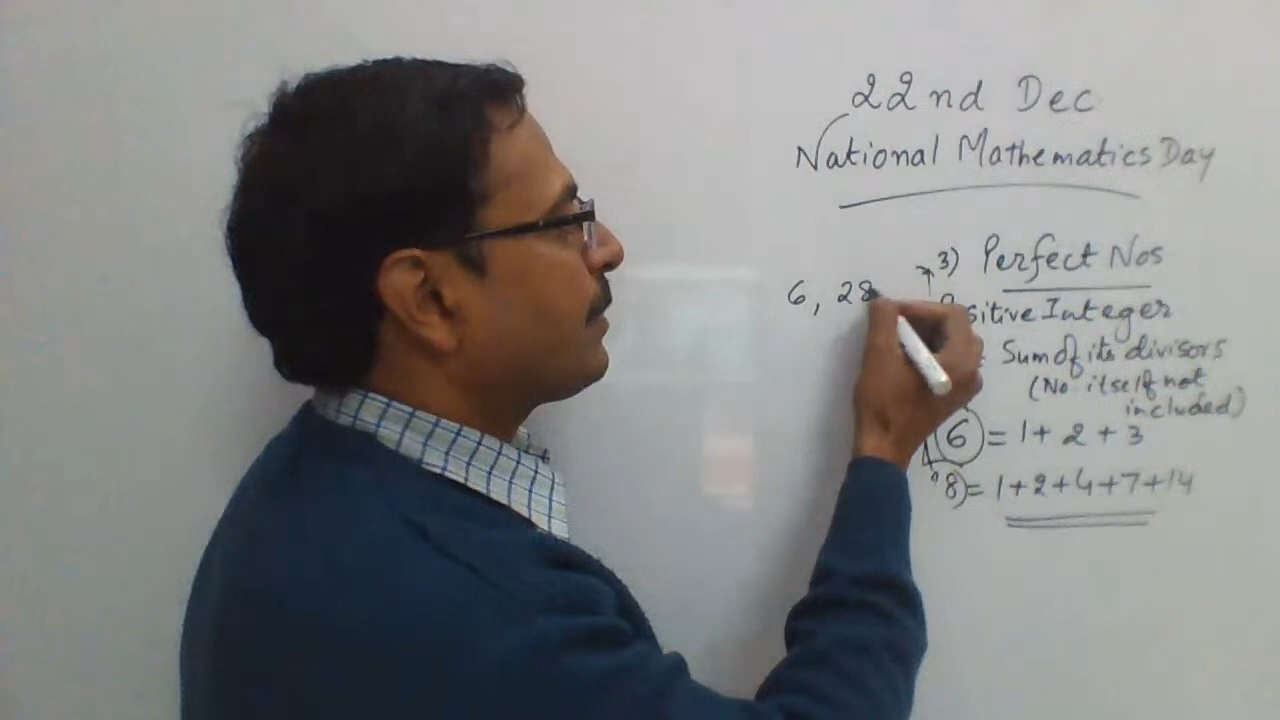 22nd Dec
National Mathematics Day
3) Perfect Nos
6, 28
Positive Integer
= Sum of its divisors
(No itself not
included)
6 = 1 + 2 + 3
8) = 1+2+4+7+14